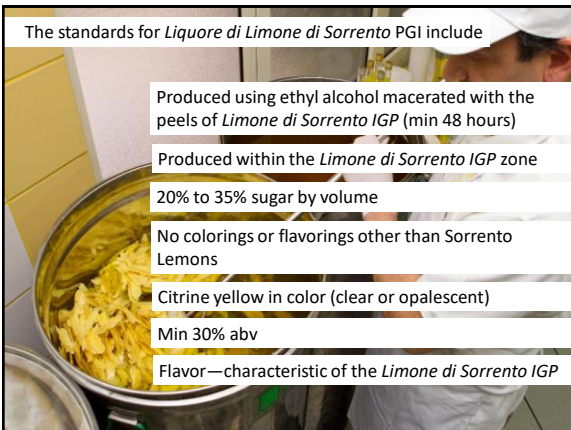 The standards for Liquore di Limone di Sorrento PGI include
Produced using ethyl alcohol macerated with the
peels of Limone di Sorrento IGP (min 48 hours)
Produced within the Limone di Sorrento IGP zone
20% to 35% sugar by volume
No colorings or flavorings other than Sorrento
Lemons
Citrine yellow in color (clear or opalescent)
Min 30% abv
Flavor—characteristic of the Limone di Sorrento IGP